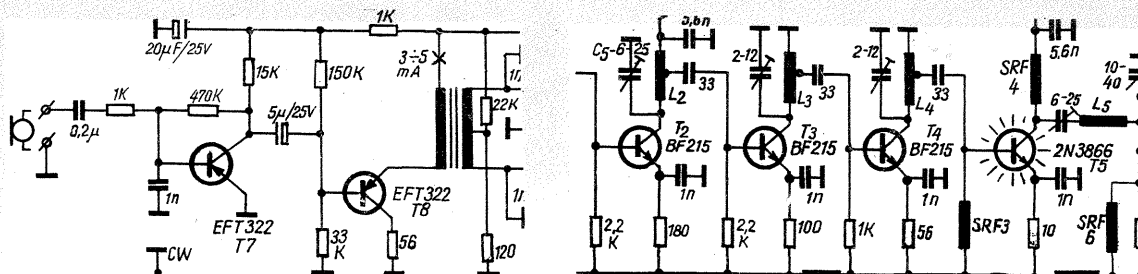 1K
20µF/25V
15K
150K
3÷5
mA
1K
470K
0,2µ
5µ/25V
22K
1n
EFT322
T7
EFT322
T8
33
K
56
120
CW
C5-6-25
L2
33
T2
BF215
1n
2,2
K
180
2-12
L3
33
T3
BF215
1n
2,2
K
100
2-12
L4
33
T4
BF215
1n
1K
56
5,6n
SRF
4
6-25
L5
10-
40
2N3866
T5
1n
SRF3
10
SRF
6